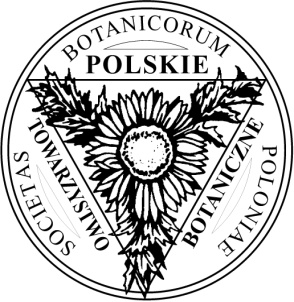 SOCIETAS
BOTANICORUM
POLONIAE
POLSKIE
TOWARZYSTWO
BOTANICZNE